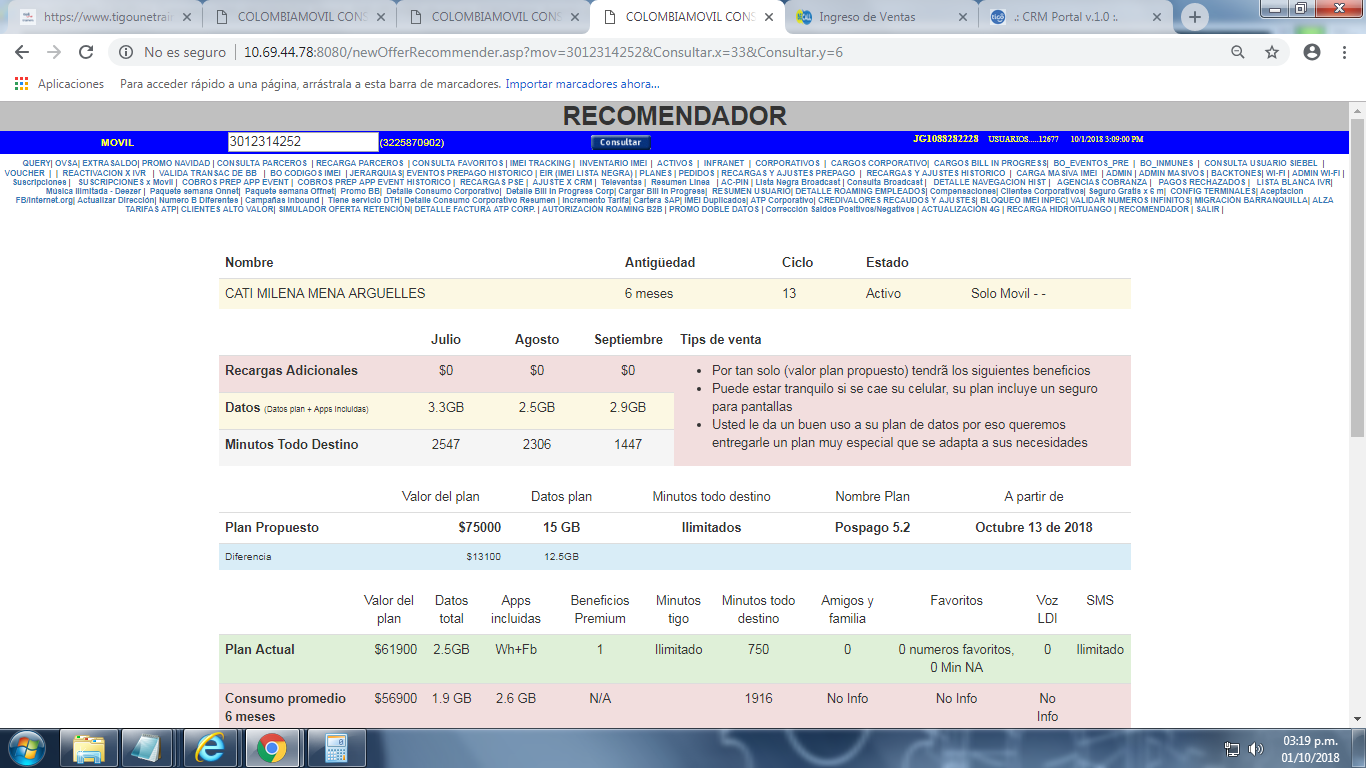 https://www.tigounetrain
COLOMBIAMOVIL CONS
COLOMBIAMOVIL CONS
COLOMBIAMOVIL CONS
Ingreso de Ventas
.: CRM Portal v.1.0 :.
No es seguro
10.69.44.78:8080/newOfferRecommender.asp?mov=3012314252&Consultar.x=33&Consultar.y=6
Aplicaciones Para acceder rápido a una página, arrástrala a esta barra de marcadores. Importar marcadores ahora...
RECOMENDADOR
MOVIL 3012314252 (3225870902) Consultar JG1088282228 USUARIOS.....12677 10/1/2018 3:09:00 PM
QUERY| OVSA| EXTRASALDO| PROMO NAVIDAD | CONSULTA PARCEROS | RECARGA PARCEROS | CONSULTA FAVORITOS | IMEI TRACKING | INVENTARIO IMEI | ACTIVOS | INFRANET | CORPORATIVOS | CARGOS CORPORATIVO| CARGOS BILL IN PROGRESS| BO_EVENTOS_PRE | BO_INMUNES | CONSULTA USUARIO SIEBEL |
VOUCHER | | REACTIVACION X IVR | VALIDA TRANSAC DE BB | BO CODIGOS IMEI | JERARQUIAS| EVENTOS PREPAGO HISTORICO | EIR (IMEI LISTA NEGRA) | PLANES | PEDIDOS | RECARGAS Y AJUSTES PREPAGO | RECARGAS Y AJUSTES HISTORICO | CARGA MASIVA IMEI | ADMIN | ADMIN MASIVOS | BACKTONES| WI-FI | ADMIN WI-FI |
Suscripciones | SUSCRIPCIONES x Movil | COBROS PREP APP EVENT | COBROS PREP APP EVENT HISTORICO | RECARGAS PSE | AJUSTE X CRM | Televentas | Resumen Linea | AC-PIN | Lista Negra Broadcast | Consulta Broadcast | DETALLE NAVEGACION HIST | AGENCIAS COBRANZA | PAGOS RECHAZADOS | LISTA BLANCA IVR|
Música Ilimitada - Deezer | Paquete semana Onnet| Paquete semana Offnet| Promo BB| Detalle Consumo Corporativo| Detalle Bill In Progress Corp| Cargar Bill In Progress| RESUMEN USUARIO| DETALLE ROAMING EMPLEADOS| Compensaciones| Clientes Corporativos| Seguro Gratis x 6 m| CONFIG TERMINALES| Aceptacion
FB/Internet.org| Actualizar Dirección| Numero B Diferentes | Campañas Inbound | Tiene servicio DTH| Detalle Consumo Corporativo Resumen | Incremento Tarifa| Cartera SAP| IMEI Duplicados| ATP Corporativo| CREDIVALORES RECAUDOS Y AJUSTES| BLOQUEO IMEI INPEC| VALIDAR NUMEROS INFINITOS| MIGRACIÓN BARRANQUILLA| ALZA
TARIFAS ATP| CLIENTES ALTO VALOR| SIMULADOR OFERTA RETENCIÓN| DETALLE FACTURA ATP CORP. | AUTORIZACIÓN ROAMING B2B | PROMO DOBLE DATOS | Corrección Saldos Positivos/Negativos | ACTUALIZACIÓN 4G | RECARGA HIDROITUANGO | RECOMENDADOR | SALIR |
Nombre Antigüedad Ciclo Estado
CATI MILENA MENA ARGUELLES 6 meses 13 Activo Solo Movil - -
Julio Agosto Septiembre Tips de venta
Recargas Adicionales $0 $0 $0
Datos (Datos plan + Apps Incluidas) 3.3GB 2.5GB 2.9GB
Minutos Todo Destino 2547 2306 1447
• Por tan solo (valor plan propuesto) tendrã los siguientes beneficios
• Puede estar tranquilo si se cae su celular, su plan incluye un seguro
para pantallas
• Usted le da un buen uso a su plan de datos por eso queremos
entregarle un plan muy especial que se adapta a sus necesidades
Valor del plan Datos plan Minutos todo destino Nombre Plan A partir de
Plan Propuesto $75000 15 GB Ilimitados Pospago 5.2 Octubre 13 de 2018
Diferencia $13100 12.5GB
Valor del plan Datos total Apps incluidas Beneficios Premium Minutos tigo Minutos todo destino Amigos y familia Favoritos Voz LDI SMS
Plan Actual $61900 2.5GB Wh+Fb 1 Ilimitado 750 0 0 numeros favoritos, 0 Min NA 0 Ilimitado
Consumo promedio 6 meses $56900 1.9 GB 2.6 GB N/A 1916 No Info No Info No Info
03:19 p.m.
01/10/2018